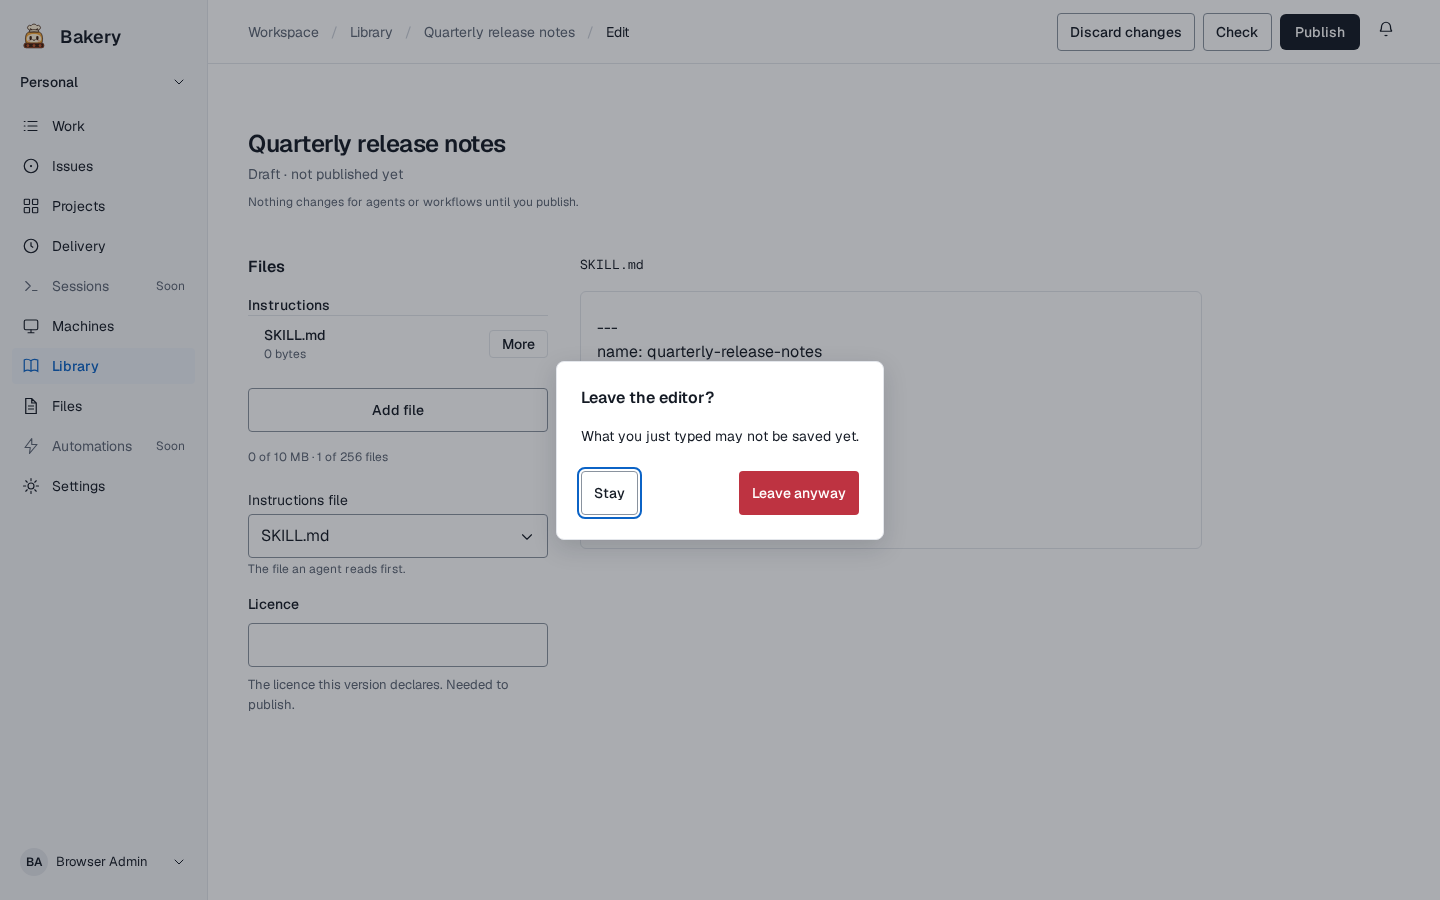 Bakery
Personal
Work
Issues
Projects
Delivery
Sessions Soon
Machines
Library
Files
Automations Soon
Settings
BA Browser Admin
Workspace / Library / Quarterly release notes / Edit
Discard changes
Check
Publish
Quarterly release notes
Draft · not published yet
Nothing changes for agents or workflows until you publish.
Files
Instructions
SKILL.md
0 bytes
More
Add file
0 of 10 MB · 1 of 256 files
Instructions file
SKILL.md
The file an agent reads first.
Licence
The licence this version declares. Needed to
publish.
SKILL.md
---
name: quarterly-release-notes
Leave the editor?
What you just typed may not be saved yet.
Stay
Leave anyway